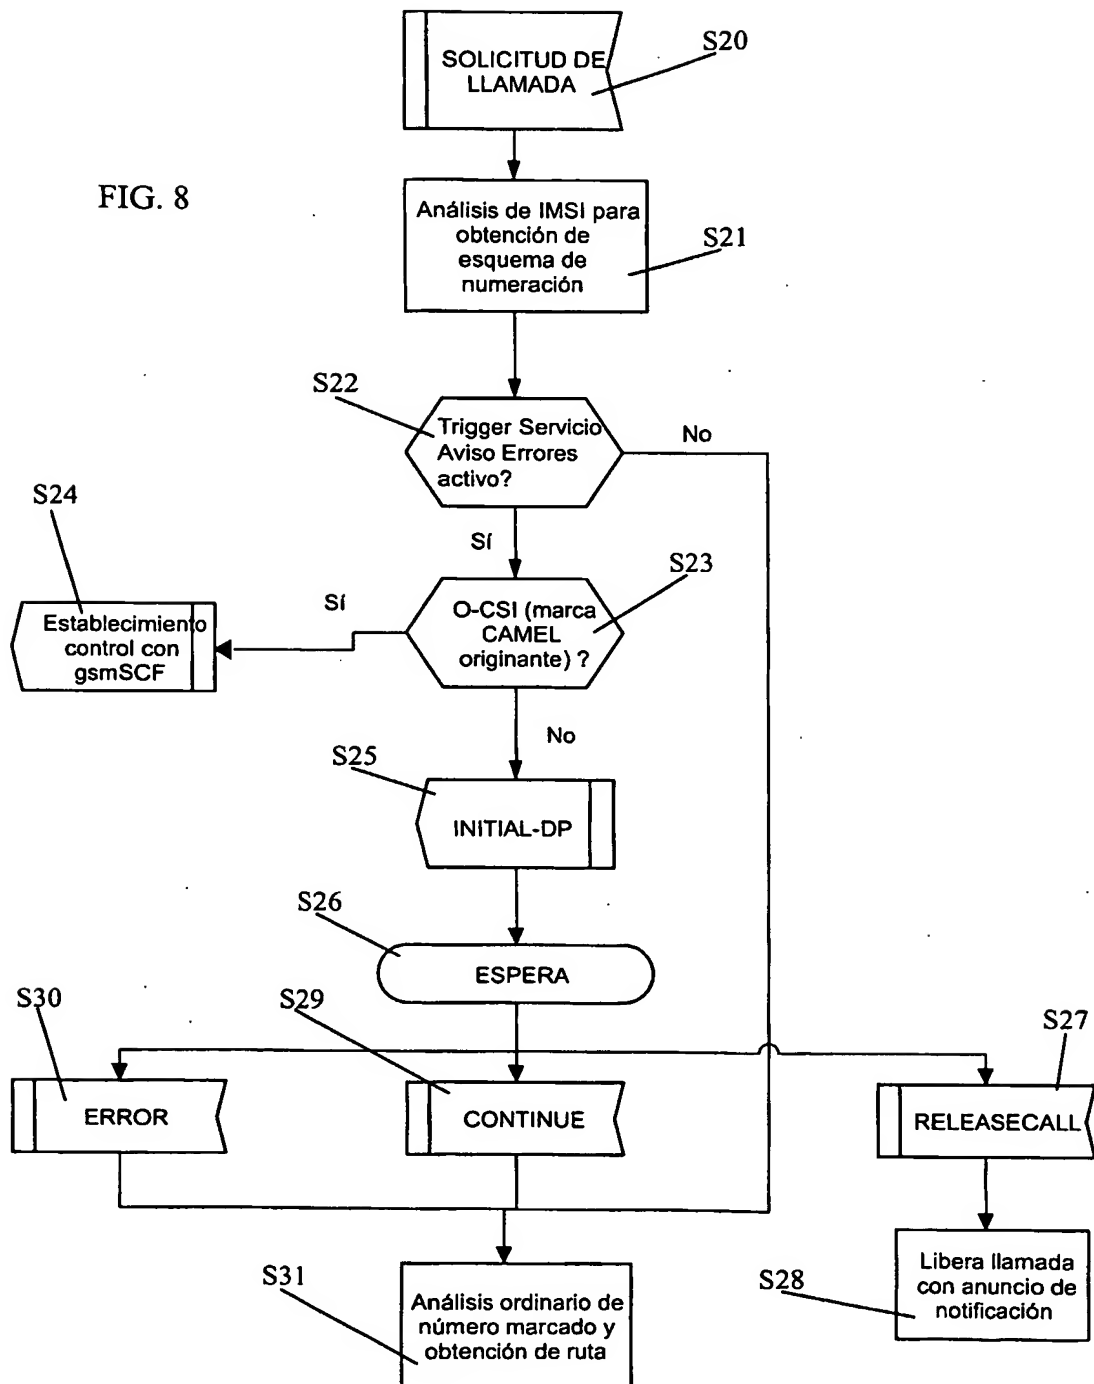 S20
SOLICITUD DE
LLAMADA
FIG. 8
Análisis de IMSI para
obtención de
esquema de
numeración
S21
S22
Trigger Servicio
Aviso Errores
activo?
No
Sí
S24
S23
Sí
Establecimiento
control con
gsmSCF
O-CSI (marca
CAMEL
originante) ?
No
S25
INITIAL-DP
S26
ESPERA
S30
S29
S27
ERROR
CONTINUE
RELEASECALL
S31
Análisis ordinario de
número marcado y
obtención de ruta
S28
Libera llamada
con anuncio de
notificación